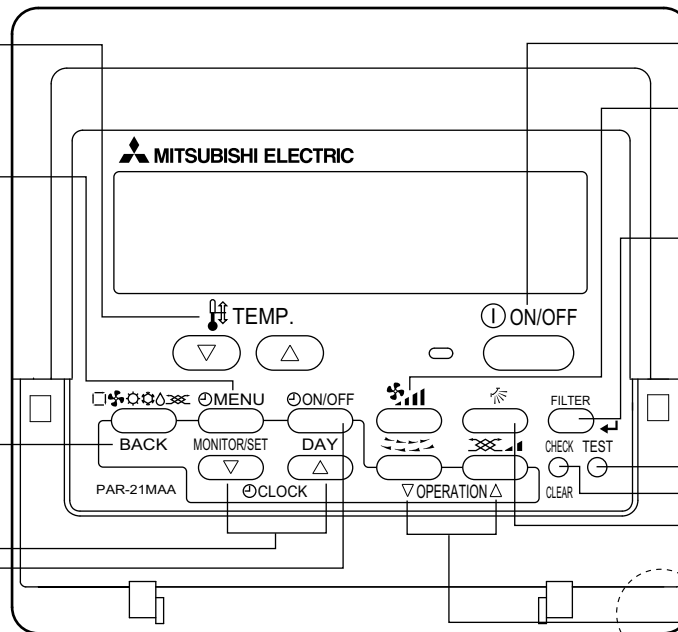 MITSUBISHI ELECTRIC
TEMP.
ON/OFF
MENU
ON/OFF
FILTER
BACK
MONITOR/SET
DAY
CHECK
TEST
PAR-21MAA
CLOCK
OPERATION
CLEAR